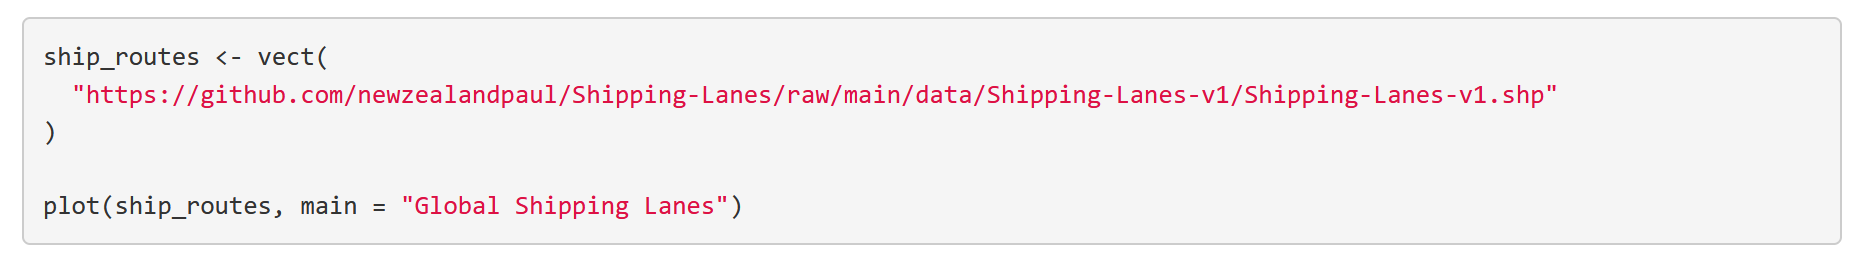 ship_routes <- vect(
  "https://github.com/newzealandpaul/Shipping-Lanes/raw/main/data/Shipping-Lanes-v1/Shipping-Lanes-v1.shp"
)
plot(ship_routes, main = "Global Shipping Lanes")